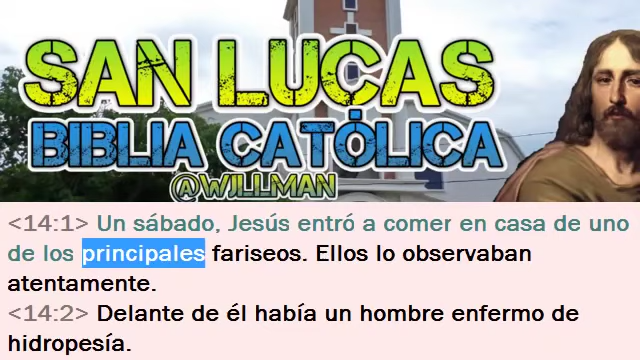 SAN LUCAS
BIBLIA CATÓLICA
@WJLLMAN
<14:1> Un sábado, Jesús entró a comer en casa de uno
de los principales fariseos. Ellos lo observaban
atentamente.
<14:2> Delante de él había un hombre enfermo de
hidropesía.